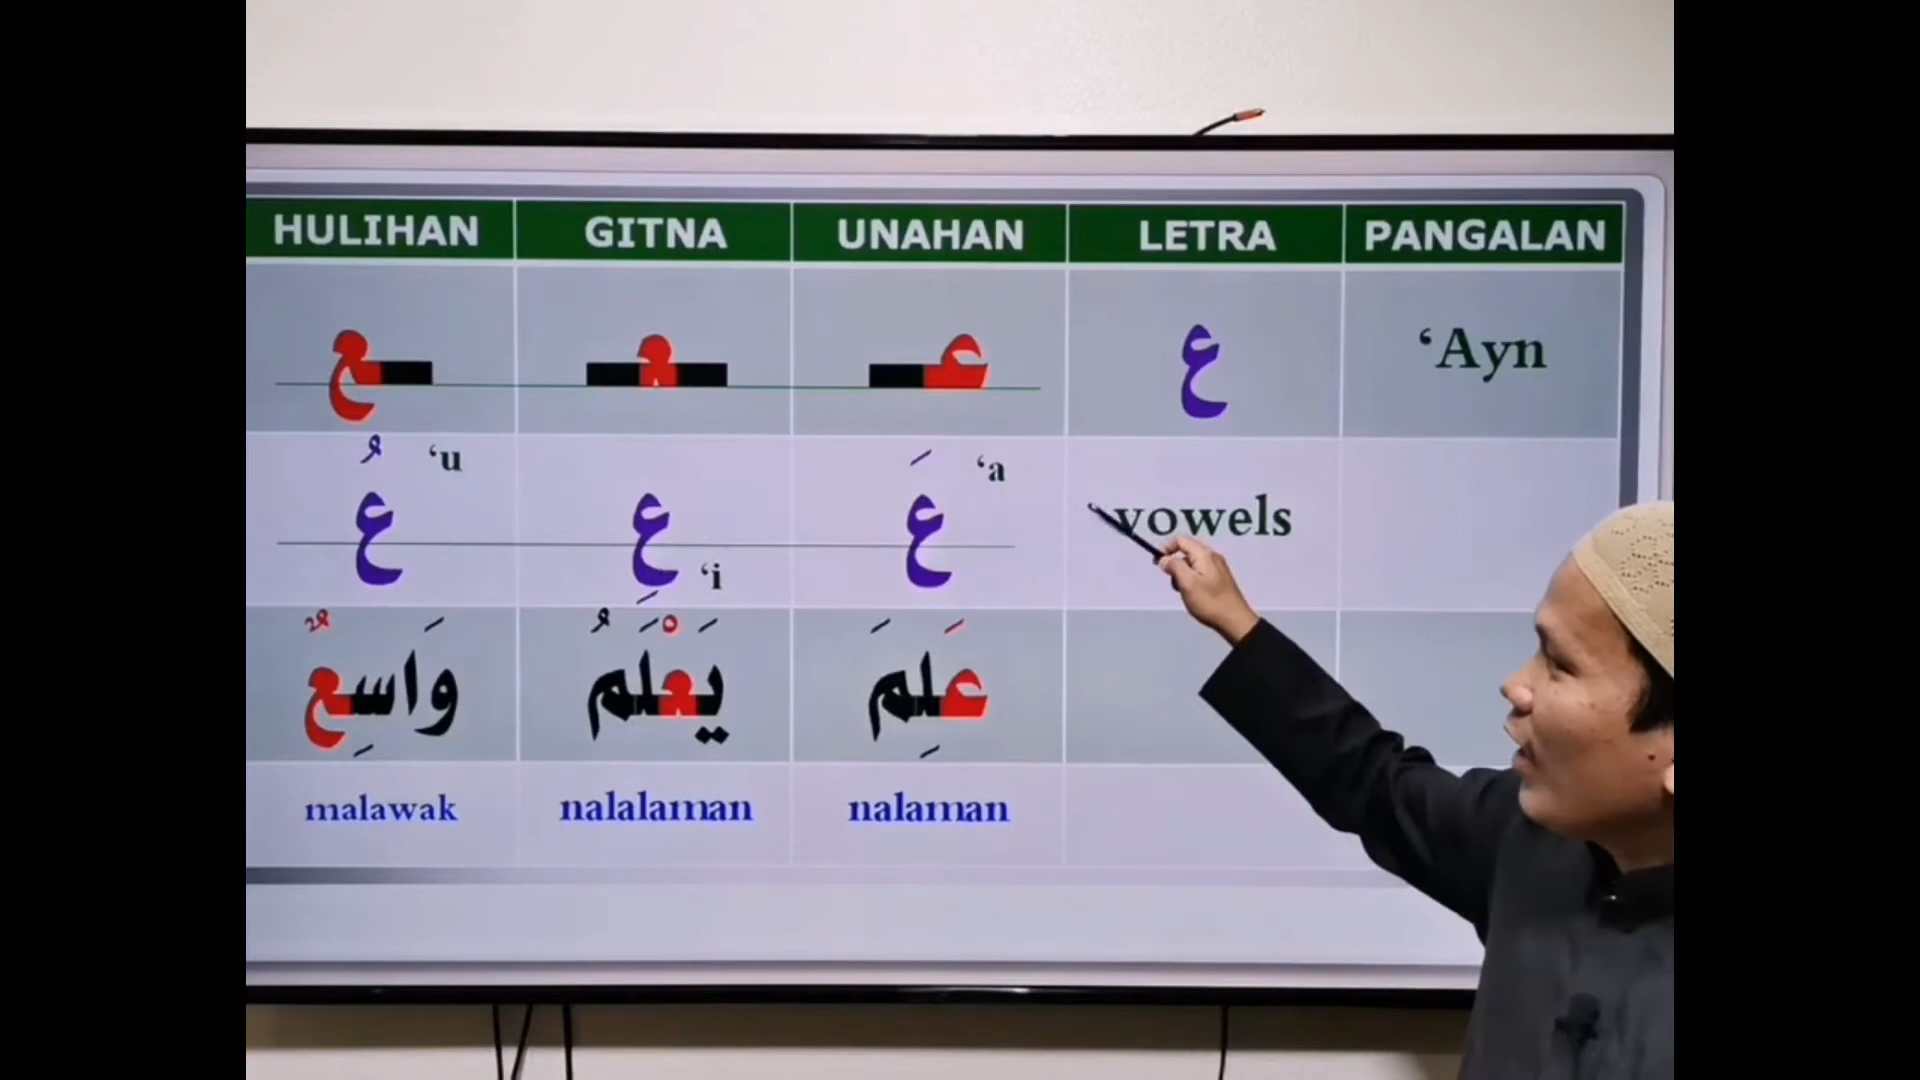 HULIHAN GITNA UNAHAN LETRA PANGALAN
ـع ـعـ عـ ع ‘Ayn
عُ ‘u عِ ‘i عَ ‘a vowels
وَاسِعٌ يَعْلَمُ عَلِمَ
malawak nalalaman nalaman